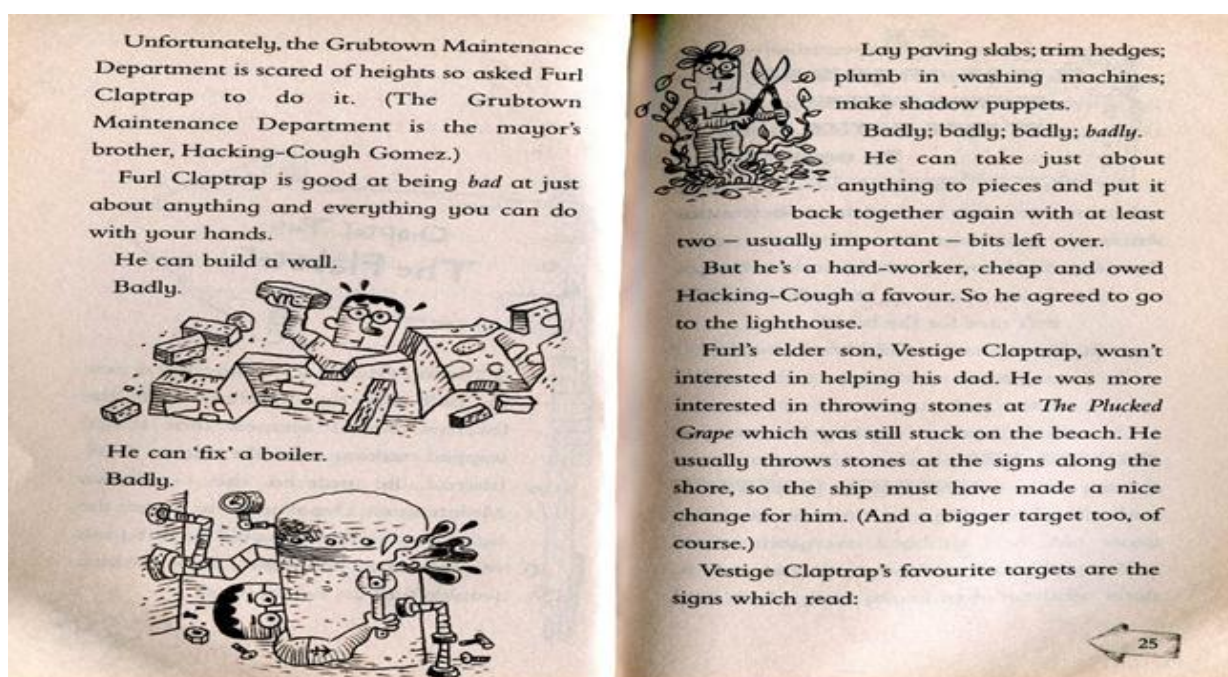 Unfortunately, the Grubtown Maintenance
Department is scared of heights so asked Furl
Claptrap to do it. (The Grubtown
Maintenance Department is the mayor's
brother, Hacking-Cough Gomez.)
Furl Claptrap is good at being bad at just
about anything and everything you can do
with your hands.
He can build a wall.
Badly.
He can 'fix' a boiler.
Badly.
Lay paving slabs; trim hedges;
plumb in washing machines;
make shadow puppets.
Badly; badly; badly; badly.
He can take just about
anything to pieces and put it
back together again with at least
two – usually important – bits left over.
But he's a hard-worker, cheap and owed
Hacking-Cough a favour. So he agreed to go
to the lighthouse.
Furl's elder son, Vestige Claptrap, wasn't
interested in helping his dad. He was more
interested in throwing stones at The Plucked
Grape which was still stuck on the beach. He
usually throws stones at the signs along the
shore, so the ship must have made a nice
change for him. (And a bigger target too, of
course.)
Vestige Claptrap's favourite targets are the
signs which read:
25